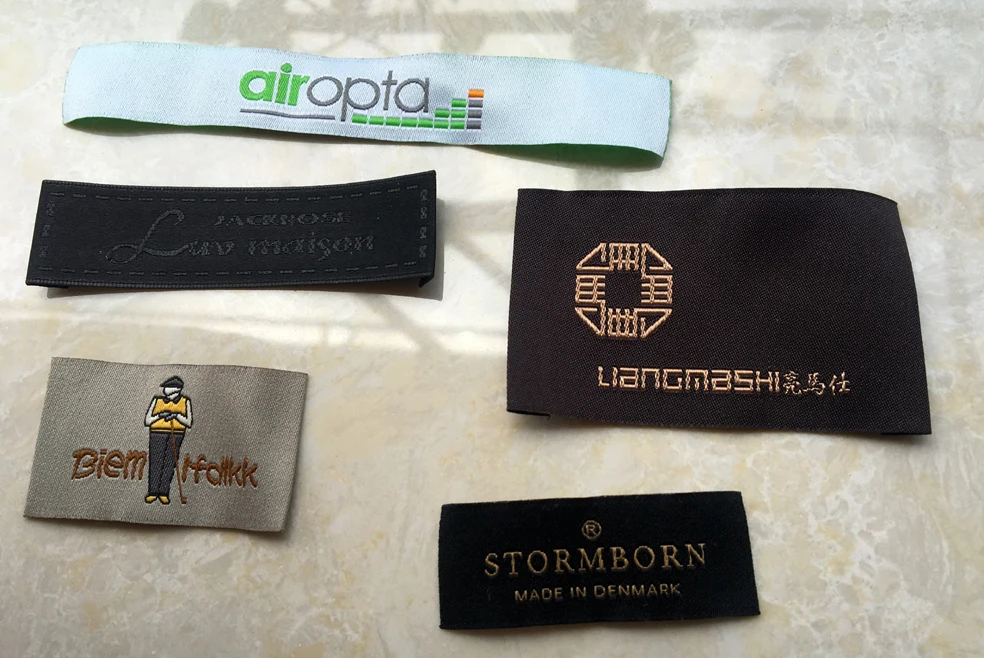 airopta
JACKROSE
Luv maison
LIANGMASHI亮馬仕
Biem lfdlkk
®
STORMBORN
MADE IN DENMARK